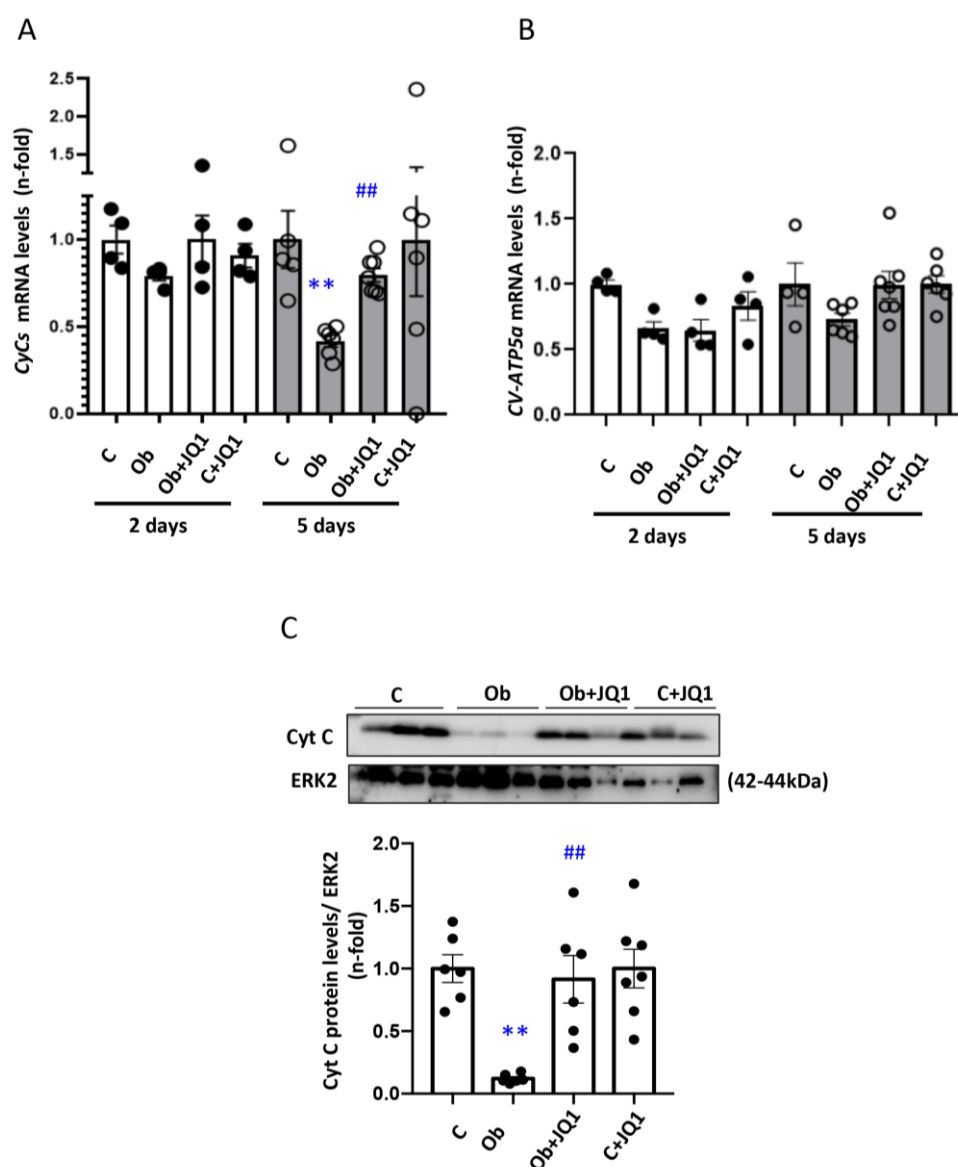 A
CyCs mRNA levels (n-fold)
2.5
2.0
1.5
1.0
0.5
0.0
**
##
C
Ob
Ob+JQ1
C+JQ1
C
Ob
Ob+JQ1
C+JQ1
2 days
5 days
B
CV-ATP5a mRNA levels (n-fold)
2.0
1.5
1.0
0.5
0.0
C
Ob
Ob+JQ1
C+JQ1
C
Ob
Ob+JQ1
C+JQ1
2 days
5 days
C
C
Ob
Ob+JQ1
C+JQ1
Cyt C
ERK2
(42-44kDa)
Cyt C protein levels/ ERK2
(n-fold)
2.0
1.5
1.0
0.5
0.0
**
##
C
Ob
Ob+JQ1
C+JQ1